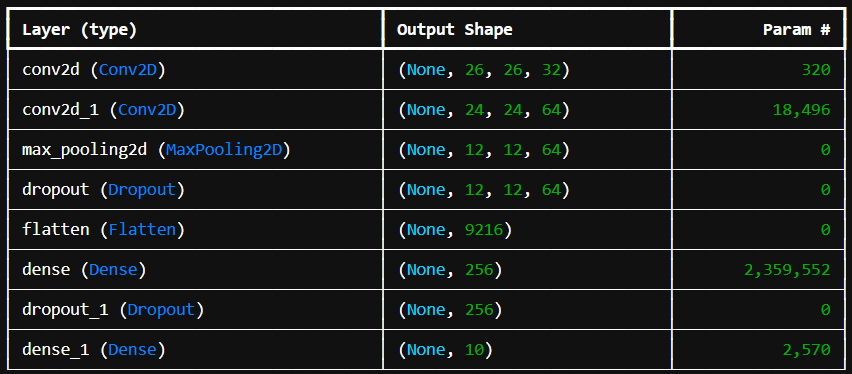 Layer (type) Output Shape Param #
conv2d (Conv2D) (None, 26, 26, 32) 320
conv2d_1 (Conv2D) (None, 24, 24, 64) 18,496
max_pooling2d (MaxPooling2D) (None, 12, 12, 64) 0
dropout (Dropout) (None, 12, 12, 64) 0
flatten (Flatten) (None, 9216) 0
dense (Dense) (None, 256) 2,359,552
dropout_1 (Dropout) (None, 256) 0
dense_1 (Dense) (None, 10) 2,570